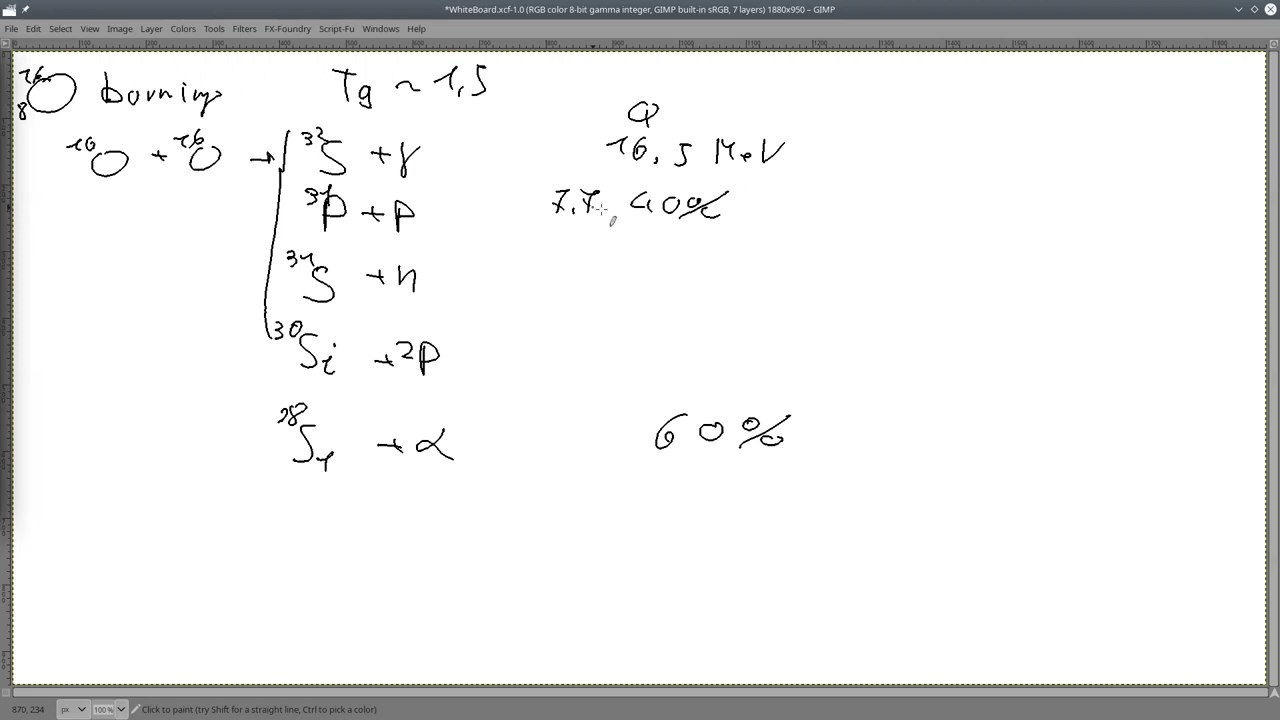 *WhiteBoard.xcf-1.0 (RGB color 8-bit gamma integer, GIMP built-in sRGB, 7 layers) 1880x950 – GIMP
File Edit Select View Image Layer Colors Tools Filters FX-Foundry Script-Fu Windows Help
¹⁶₈O burning T9 ~ 1,5
Q
¹⁶O + ¹⁶O → ³²S + γ 16,5 MeV
³¹P + p 7.7, 40%
³¹S + n
³⁰Si + 2p
²⁸Si + α 60%
870, 234 px 100% Click to paint (try Shift for a straight line, Ctrl to pick a color)